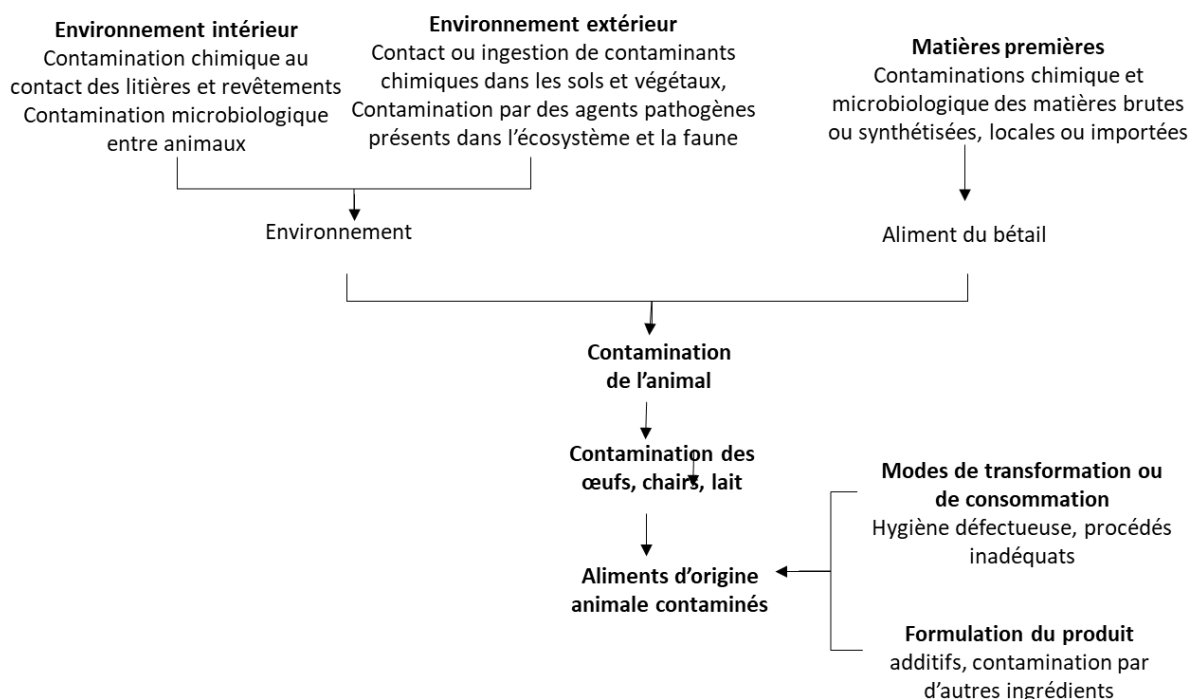 Environnement intérieur
Contamination chimique au
contact des litières et revêtements
Contamination microbiologique
entre animaux
Environnement extérieur
Contact ou ingestion de contaminants
chimiques dans les sols et végétaux,
Contamination par des agents pathogènes
présents dans l’écosystème et la faune
Matières premières
Contaminations chimique et
microbiologique des matières brutes
ou synthétisées, locales ou importées
Environnement
Aliment du bétail
Contamination
de l’animal
Contamination des
œufs, chairs, lait
Aliments d’origine
animale contaminés
Modes de transformation ou
de consommation
Hygiène défectueuse, procédés
inadéquats
Formulation du produit
additifs, contamination par
d’autres ingrédients